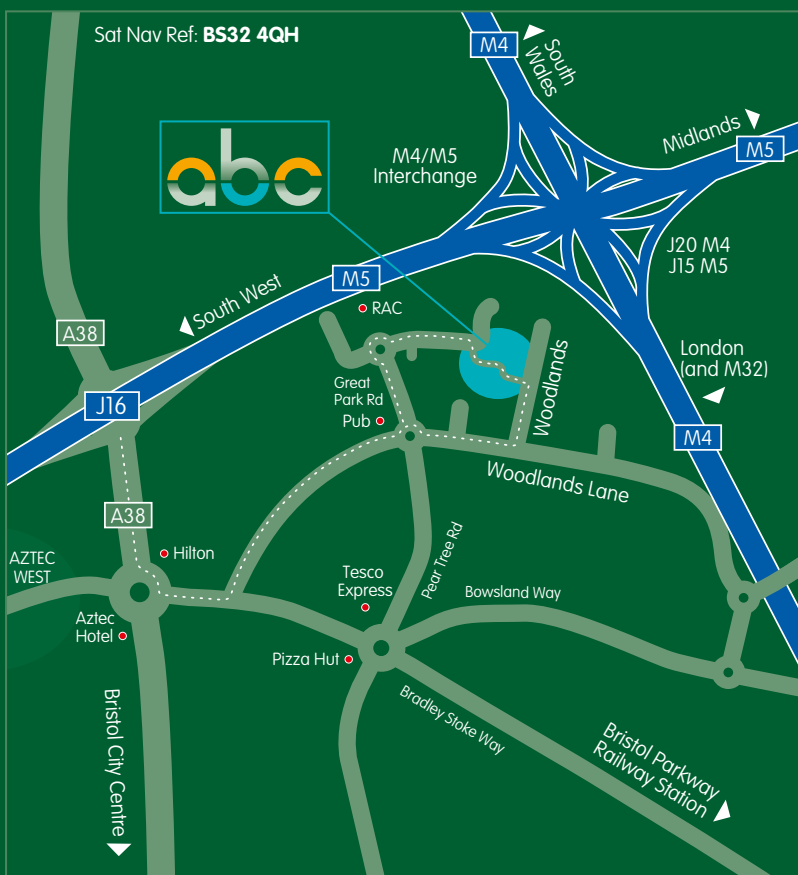 Sat Nav Ref: BS32 4QH
M4
South
Wales
Midlands
M5
abc
M4/M5
Interchange
J20 M4
J15 M5
South West
M5
RAC
A38
London
(and M32)
J16
Great
Park Rd
Pub
Woodlands
M4
Woodlands Lane
A38
Hilton
AZTEC
WEST
Tesco
Express
Pear Tree Rd
Bowsland Way
Aztec
Hotel
Pizza Hut
Bradley Stoke Way
Bristol City Centre
Bristol Parkway
Railway Station